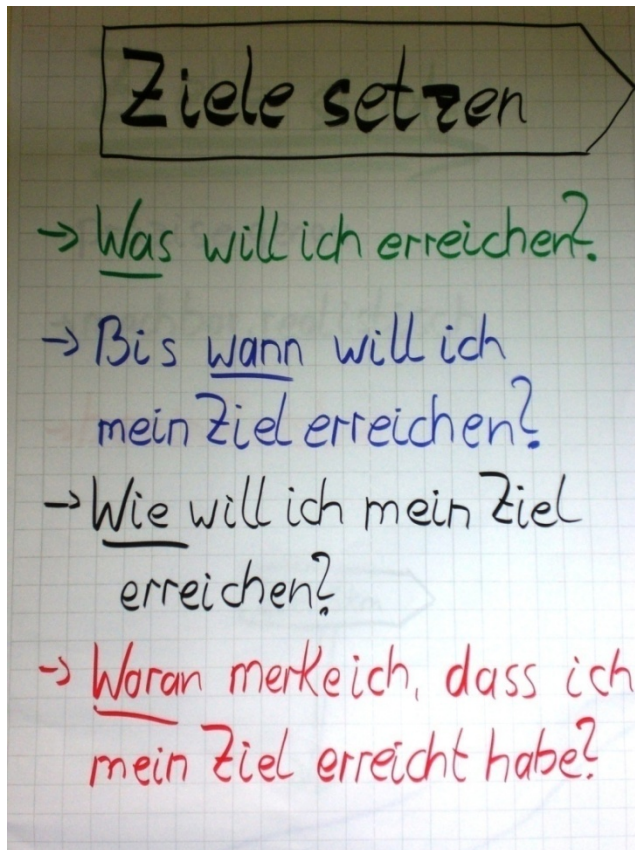 Ziele setzen
→ Was will ich erreichen?
→ Bis wann will ich
mein Ziel erreichen?
→ Wie will ich mein Ziel
erreichen?
→ Woran merke ich, dass ich
mein Ziel erreicht habe?